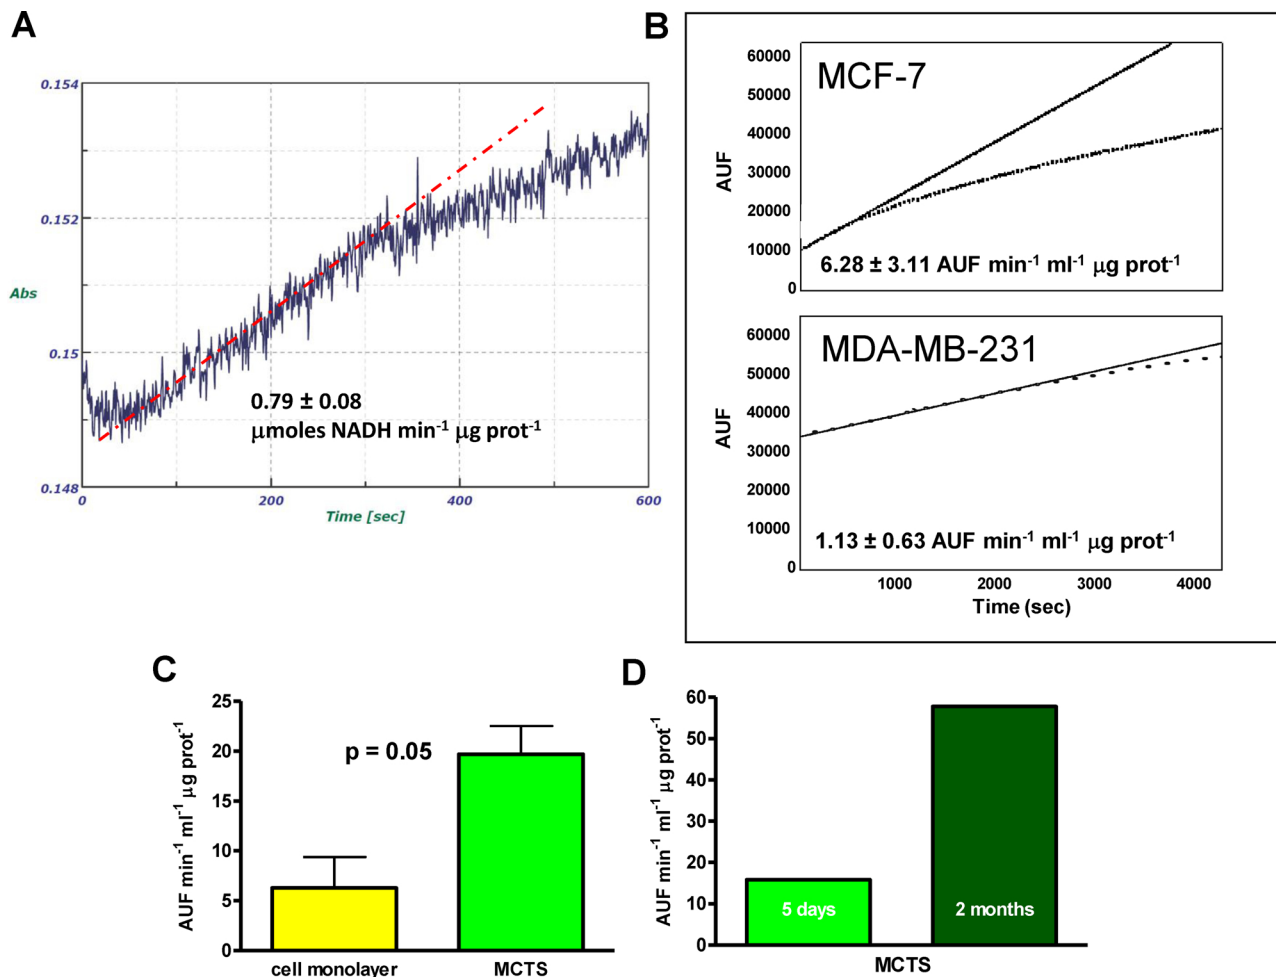 A
0.154
0.152
Abs
0.15
0.148
0.79 ± 0.08
μmoles NADH min⁻¹ μg prot⁻¹
0 200 400 600
Time [sec]
B
60000
50000
40000
30000
20000
10000
0
AUF
MCF-7
6.28 ± 3.11 AUF min⁻¹ ml⁻¹ μg prot⁻¹
60000
50000
40000
30000
20000
10000
0
AUF
MDA-MB-231
1.13 ± 0.63 AUF min⁻¹ ml⁻¹ μg prot⁻¹
1000 2000 3000 4000
Time (sec)
C
25
20
15
10
5
0
AUF min⁻¹ ml⁻¹ μg prot⁻¹
p = 0.05
cell monolayer MCTS
D
60
50
40
30
20
10
0
AUF min⁻¹ ml⁻¹ μg prot⁻¹
5 days 2 months
MCTS